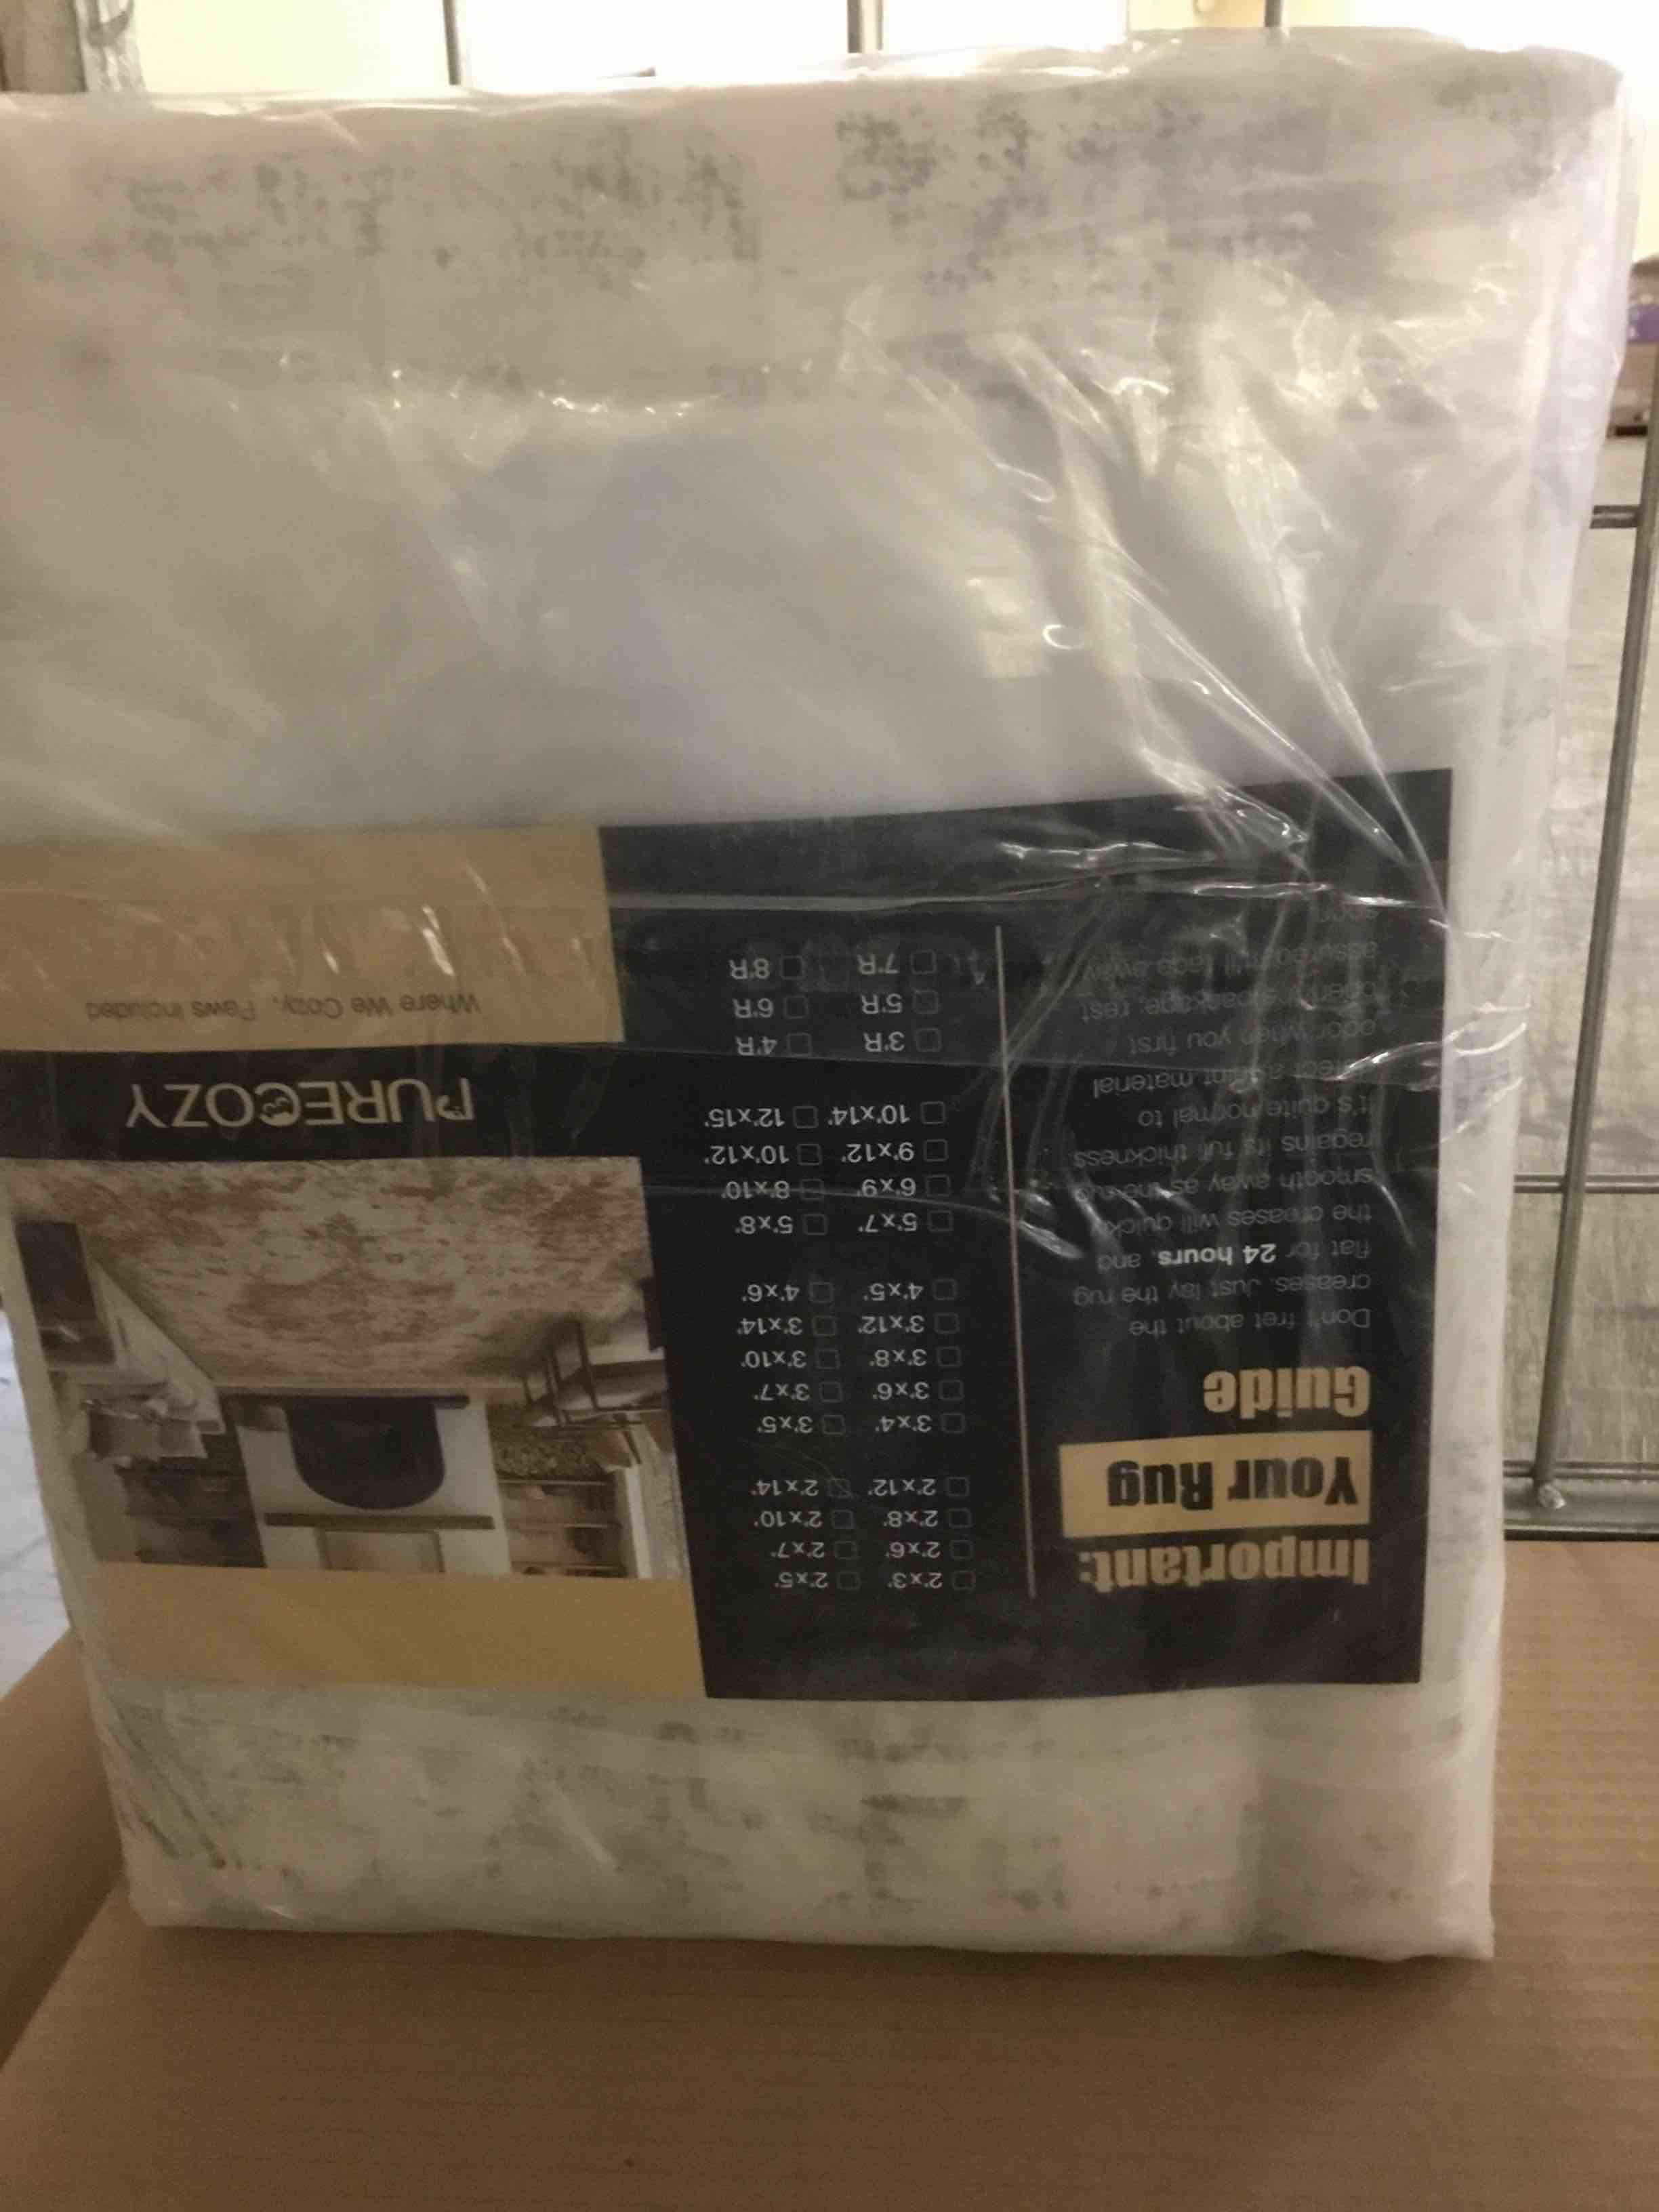 Important:
Your Rug
Guide
Don't fret about the
creases. Just lay the rug
flat for 24 hours, and
the creases will quickly
smooth away as the rug
regains its full thickness
It's quite normal to
detect a faint material
odor when you first
open the package; rest
assured, it'll fade away
2'x3' 2'x5'
2'x6' 2'x7'
2'x8' 2'x10'
2'x12' 2'x14'
3'x4' 3'x5'
3'x6' 3'x7'
3'x8' 3'x10'
3'x12' 3'x14'
4'x5' 4'x6'
5'x7' 5'x8'
6'x9' 8'x10'
9'x12' 10'x12'
10'x14' 12'x15'
3'R 4'R
5'R 6'R
7'R 8'R
PURECOZY
Where We Cozy, Paws Included